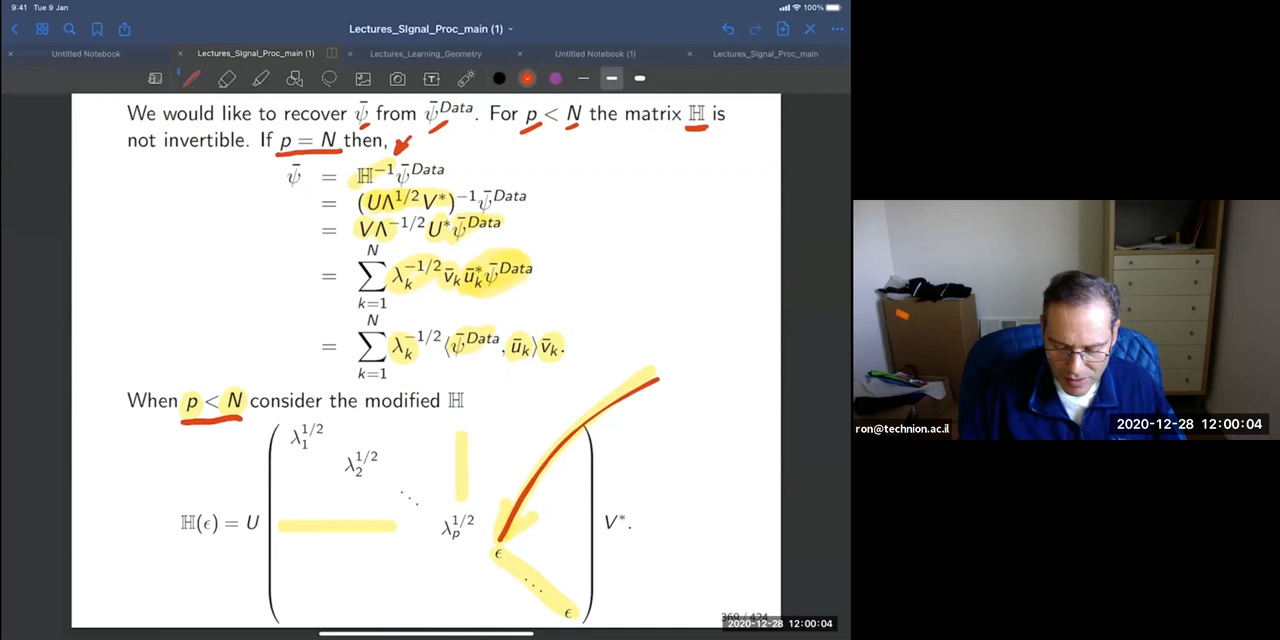 9:41 Tue 9 Jan
100%
Lectures_SIgnal_Proc_main (1)
Untitled Notebook
Lectures_SIgnal_Proc_main (1)
Lectures_Learning_Geometry
Untitled Notebook (1)
Lectures_SIgnal_Proc_main
We would like to recover ψ̄ from ψ̄^Data. For p < N the matrix ℍ is
not invertible. If p = N then,
ψ̄ = ℍ^−1 ψ̄^Data
= (UΛ^1/2 V*)^−1 ψ̄^Data
= VΛ^−1/2 U* ψ̄^Data
= ∑_{k=1}^{N} λ_k^−1/2 v̄_k ū_k* ψ̄^Data
= ∑_{k=1}^{N} λ_k^−1/2 ⟨ψ̄^Data, ū_k⟩ v̄_k.
When p < N consider the modified ℍ
λ_1^1/2
λ_2^1/2
⋱
ℍ(ϵ) = U ( λ_p^1/2 ) V*.
ϵ
⋱
ϵ
369 / 424
2020-12-28 12:00:04
ron@technion.ac.il
2020-12-28 12:00:04